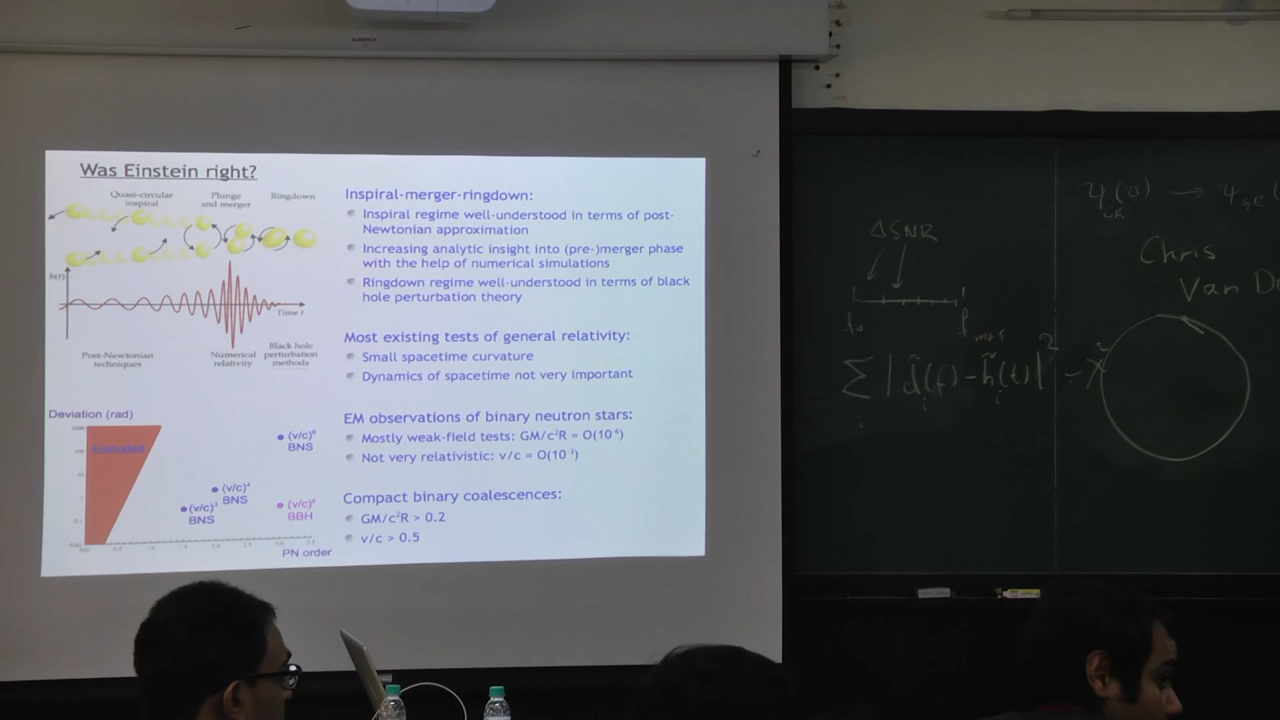 Was Einstein right?
Quasi-circular
inspiral
Plunge
and merger
Ringdown
h(t)
Time t
Post-Newtonian
techniques
Numerical
relativity
Black hole
perturbation
methods
Deviation (rad)
Excluded
(v/c)⁶
BNS
(v/c)⁴
BNS
(v/c)³
BNS
(v/c)⁶
BBH
PN order
Inspiral-merger-ringdown:
Inspiral regime well-understood in terms of post-
Newtonian approximation
Increasing analytic insight into (pre-)merger phase
with the help of numerical simulations
Ringdown regime well-understood in terms of black
hole perturbation theory
Most existing tests of general relativity:
Small spacetime curvature
Dynamics of spacetime not very important
EM observations of binary neutron stars:
Mostly weak-field tests: GM/c²R = O(10⁻⁶)
Not very relativistic: v/c = O(10⁻³)
Compact binary coalescences:
GM/c²R > 0.2
v/c > 0.5
ΔSNR
Chris
Van